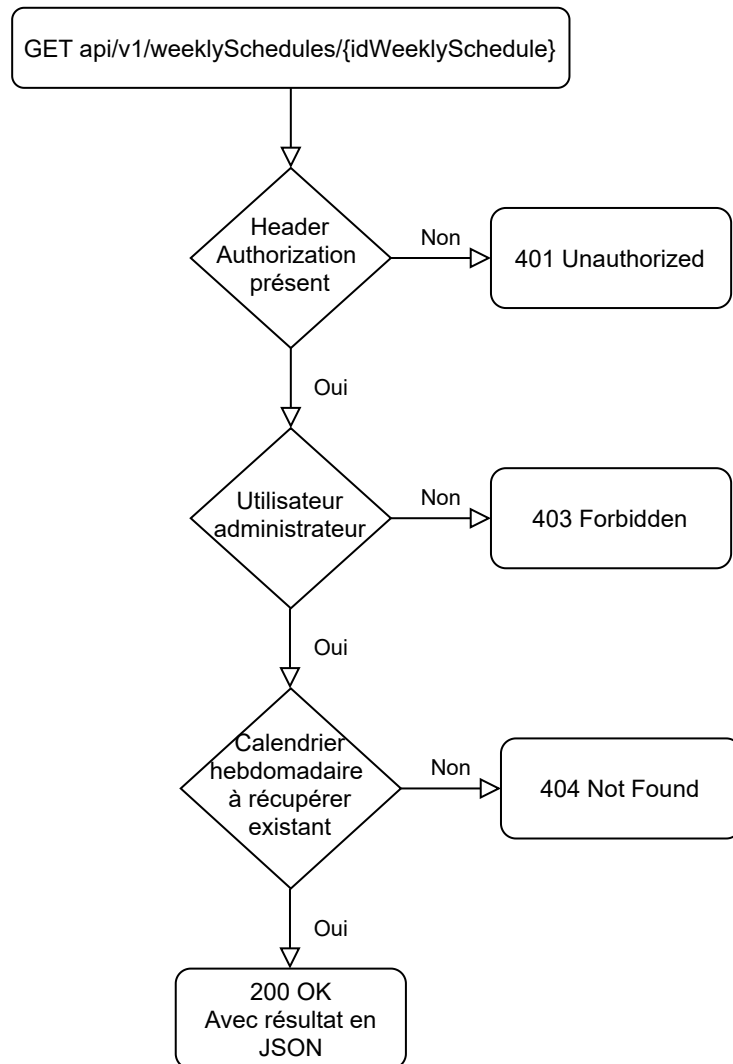 GET api/v1/weeklySchedules/{idWeeklySchedule}
Header
Authorization
présent
Non
401 Unauthorized
Oui
Utilisateur
administrateur
Non
403 Forbidden
Oui
Calendrier
hebdomadaire
à récupérer
existant
Non
404 Not Found
Oui
200 OK
Avec résultat en
JSON